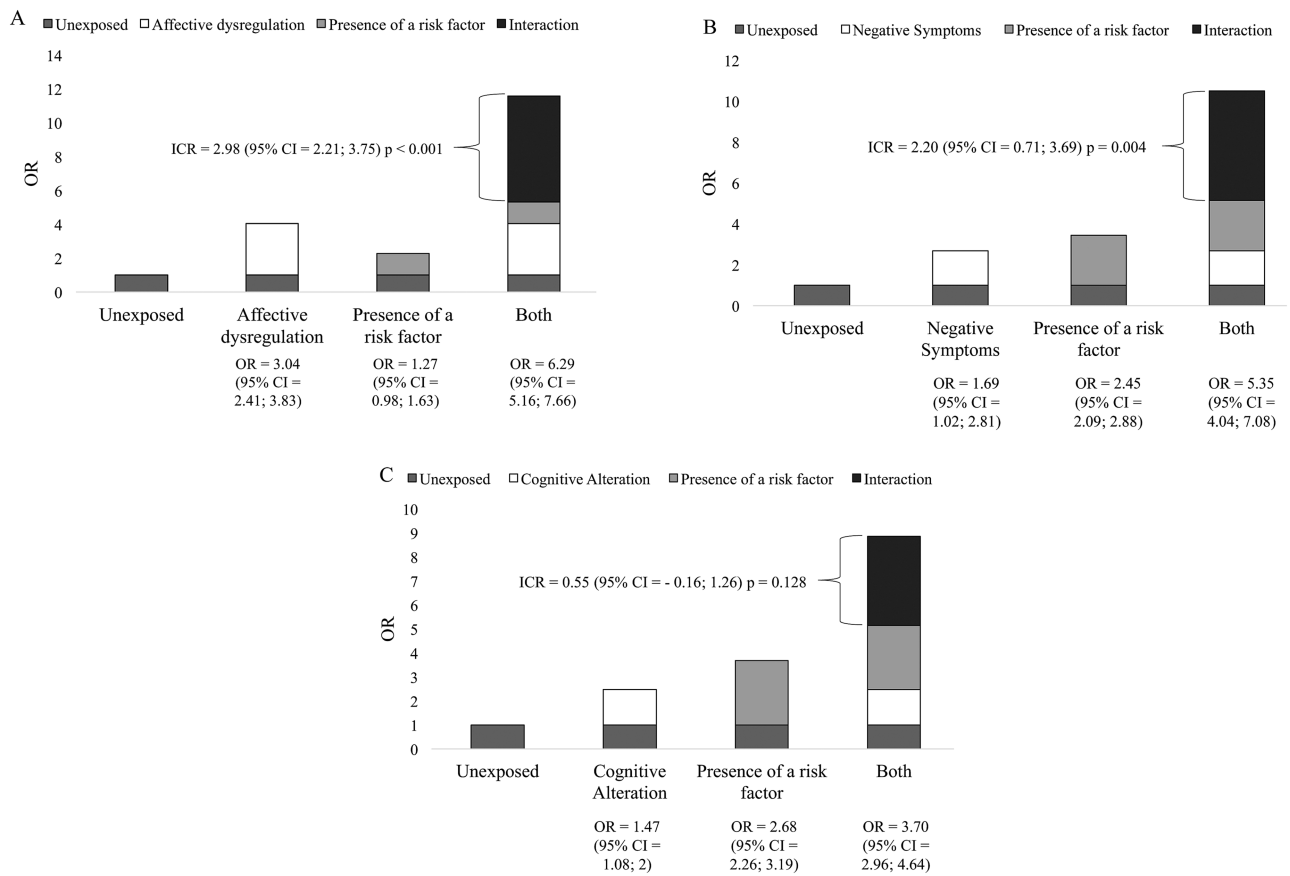 A
Unexposed Affective dysregulation Presence of a risk factor Interaction
14
12
10
8
6
4
2
0
OR
ICR = 2.98 (95% CI = 2.21; 3.75) p < 0.001
Unexposed
Affective
dysregulation
Presence of a
risk factor
Both
OR = 3.04
(95% CI =
2.41; 3.83)
OR = 1.27
(95% CI =
0.98; 1.63)
OR = 6.29
(95% CI =
5.16; 7.66)
B
Unexposed Negative Symptoms Presence of a risk factor Interaction
12
10
8
6
4
2
0
OR
ICR = 2.20 (95% CI = 0.71; 3.69) p = 0.004
Unexposed
Negative
Symptoms
Presence of a risk
factor
Both
OR = 1.69
(95% CI =
1.02; 2.81)
OR = 2.45
(95% CI =
2.09; 2.88)
OR = 5.35
(95% CI =
4.04; 7.08)
C
Unexposed Cognitive Alteration Presence of a risk factor Interaction
10
9
8
7
6
5
4
3
2
1
0
OR
ICR = 0.55 (95% CI = - 0.16; 1.26) p = 0.128
Unexposed
Cognitive
Alteration
Presence of a risk
factor
Both
OR = 1.47
(95% CI =
1.08; 2)
OR = 2.68
(95% CI =
2.26; 3.19)
OR = 3.70
(95% CI =
2.96; 4.64)